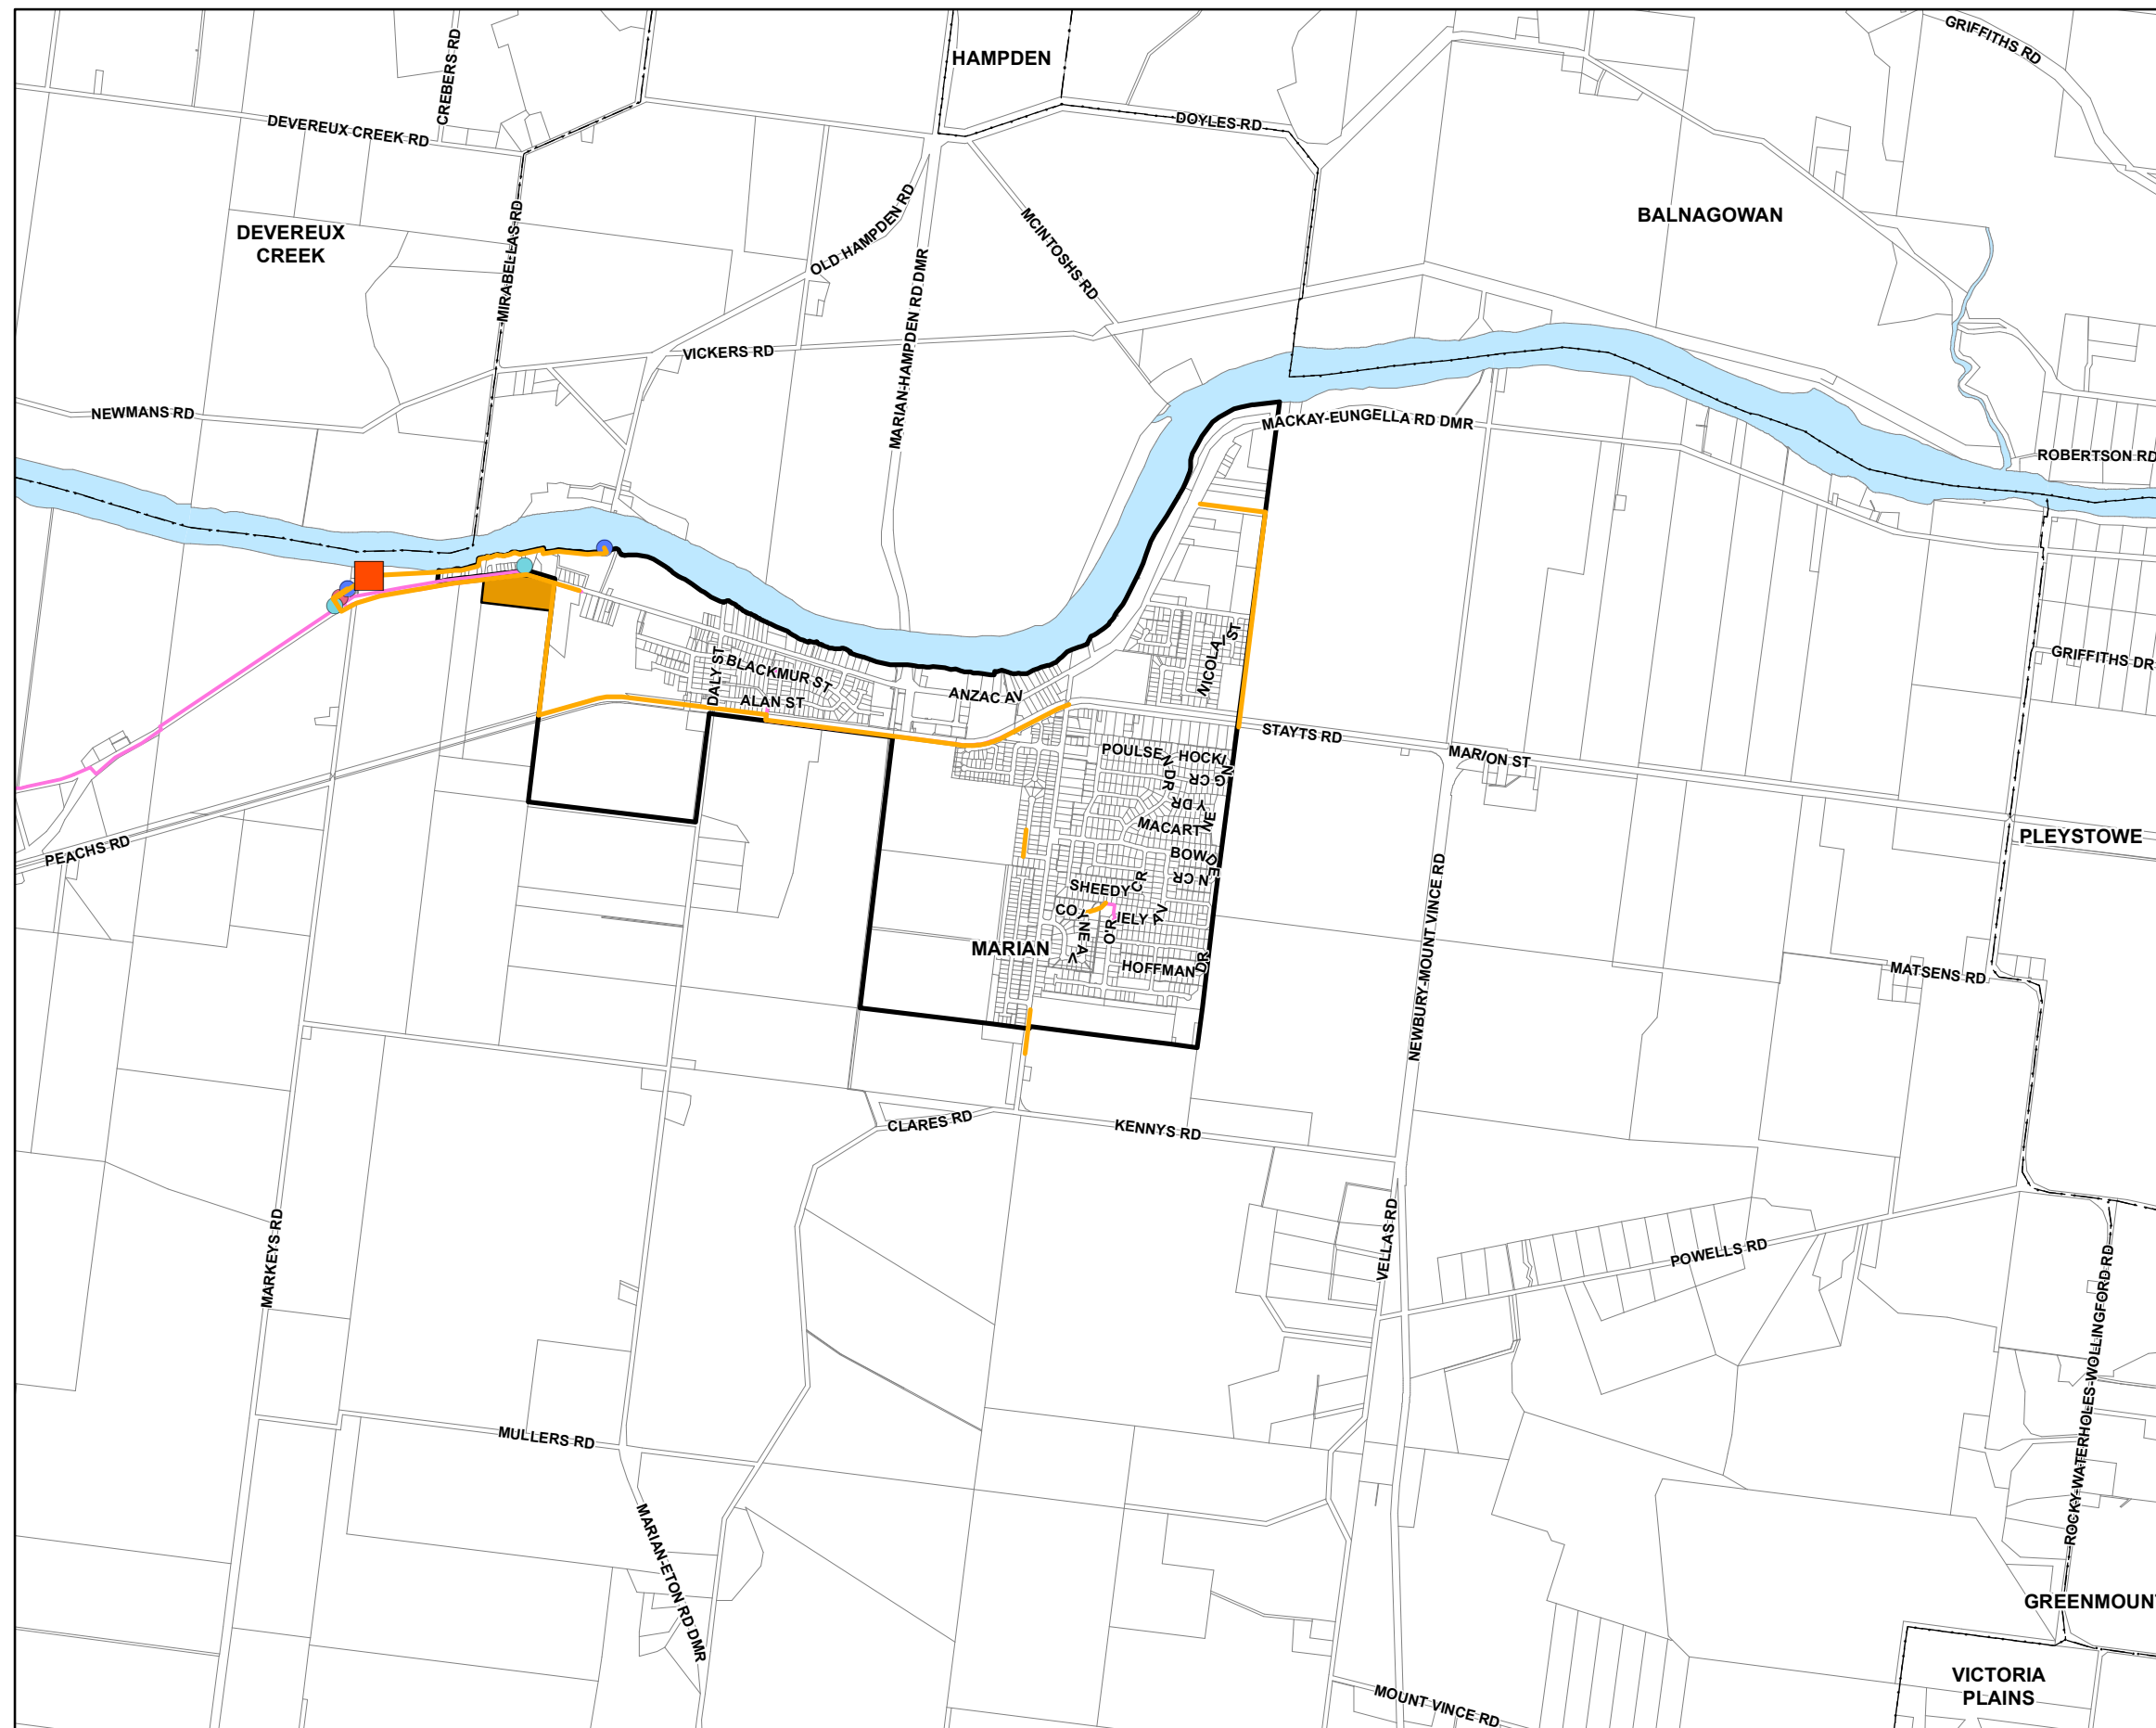 GRIFFITHS RD
HAMPDEN
CREBERS RD
DEVEREUX CREEK RD
DOYLES RD
MIRABELLAS RD
OLD HAMPDEN RD
MCINTOSHS RD
BALNAGOWAN
DEVEREUX
CREEK
MARIAN-HAMPDEN RD DMR
VICKERS RD
NEWMANS RD
MACKAY-EUNGELLA RD DMR
ROBERTSON RD
BLACKMUR ST
DALY ST
ALAN ST
ANZAC AV
NICOLA ST
GRIFFITHS DR
STAYTS RD
MARION ST
POULSEN DR
HOCKING CR
PEACHS RD
MACARTNEY DR
PLEYSTOWE
BOWDEN CR
SHEEDY CR
COYNE AV
O'RIELY AV
MARIAN
HOFFMAN DR
NEWBURY-MOUNT VINCE RD
MATSENS RD
CLARES RD
KENNYS RD
MARKEYS RD
VELLAS RD
POWELLS RD
ROCKY-WATERHOLES-WOLLINGFORD RD
MULLERS RD
MARIAN-ETON RD DMR
GREENMOUNT
VICTORIA
PLAINS
MOUNT VINCE RD